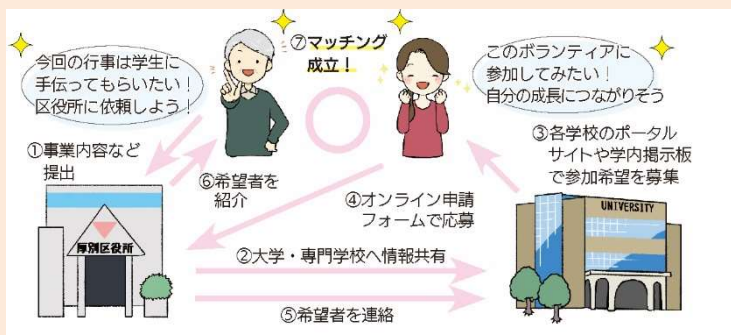 今回の行事は学生に
手伝ってもらいたい！
区役所に依頼しよう！
⑦マッチング
成立！
このボランティアに
参加してみたい！
自分の成長につながりそう
①事業内容など
提出
⑥希望者を
紹介
④オンライン申請
フォームで応募
③各学校のポータル
サイトや学内掲示板
で参加希望を募集
厚別区役所
UNIVERSITY
②大学・専門学校へ情報共有
⑤希望者を連絡